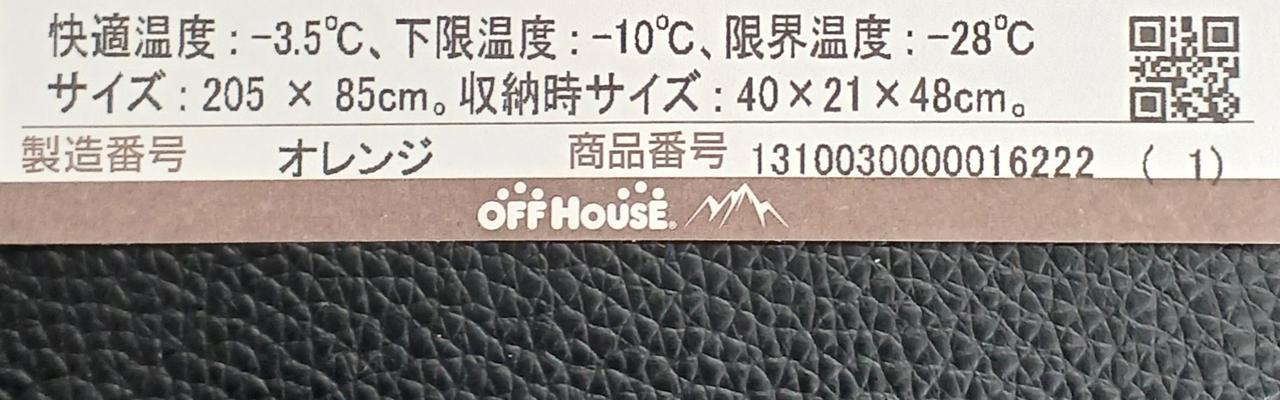 快適温度：-3.5℃、下限温度：-10℃、限界温度：-28℃
サイズ：205 × 85cm。収納時サイズ：40×21×48cm。
製造番号 オレンジ 商品番号 1310030000016222 ( 1)
OFF HOUSE